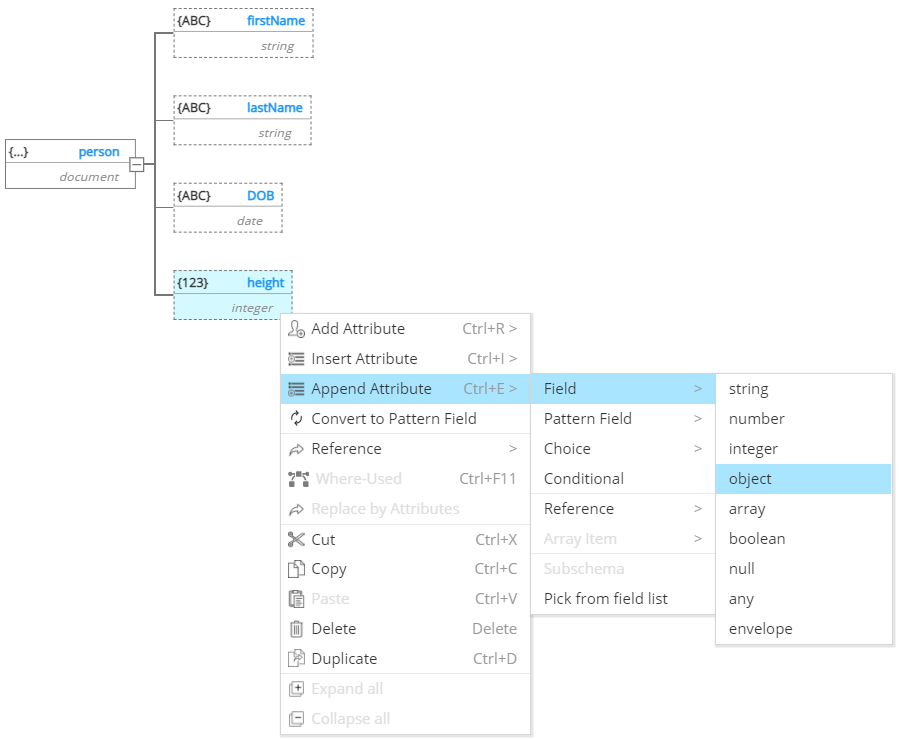 {ABC} firstName
string
{ABC} lastName
string
{...} person
document
{ABC} DOB
date
{123} height
integer
Add Attribute Ctrl+R >
Insert Attribute Ctrl+I >
Append Attribute Ctrl+E >
Convert to Pattern Field
Reference >
Where-Used Ctrl+F11
Replace by Attributes
Cut Ctrl+X
Copy Ctrl+C
Paste Ctrl+V
Delete Delete
Duplicate Ctrl+D
Expand all
Collapse all
Field >
Pattern Field >
Choice >
Conditional
Reference >
Array Item >
Subschema
Pick from field list
string
number
integer
object
array
boolean
null
any
envelope